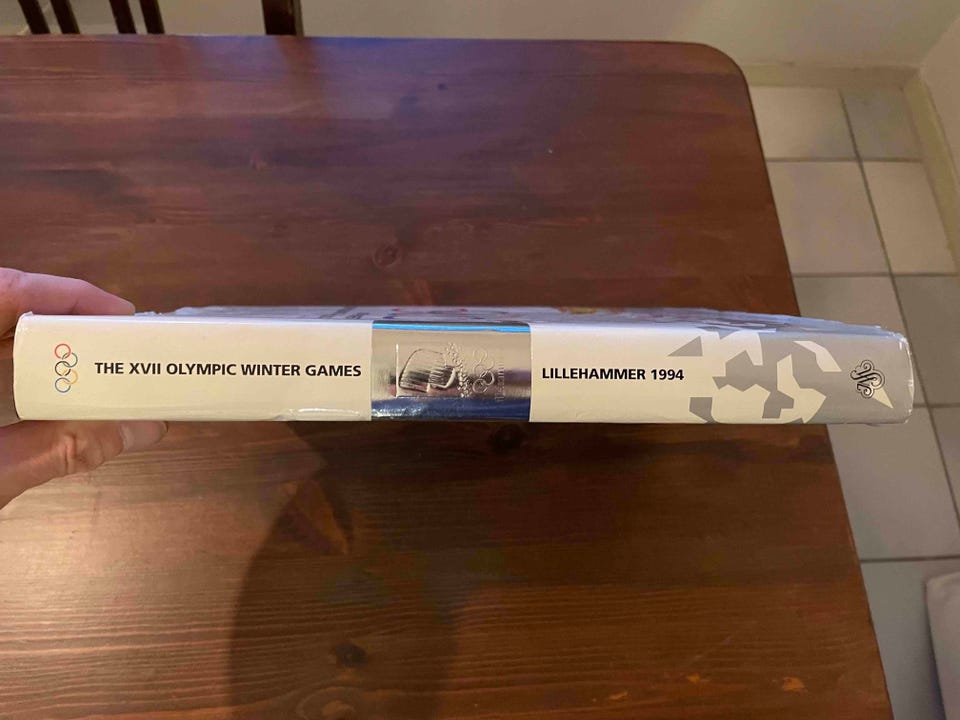 THE XVII OLYMPIC WINTER GAMES
LILLEHAMMER 1994